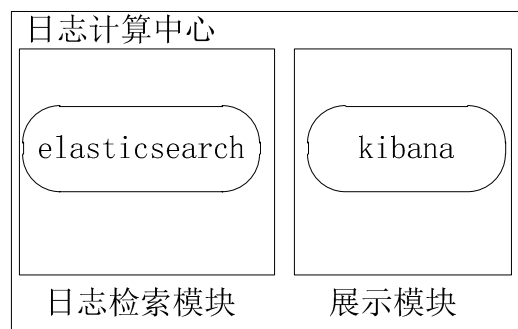 日志计算中心
elasticsearch
kibana
日志检索模块
展示模块